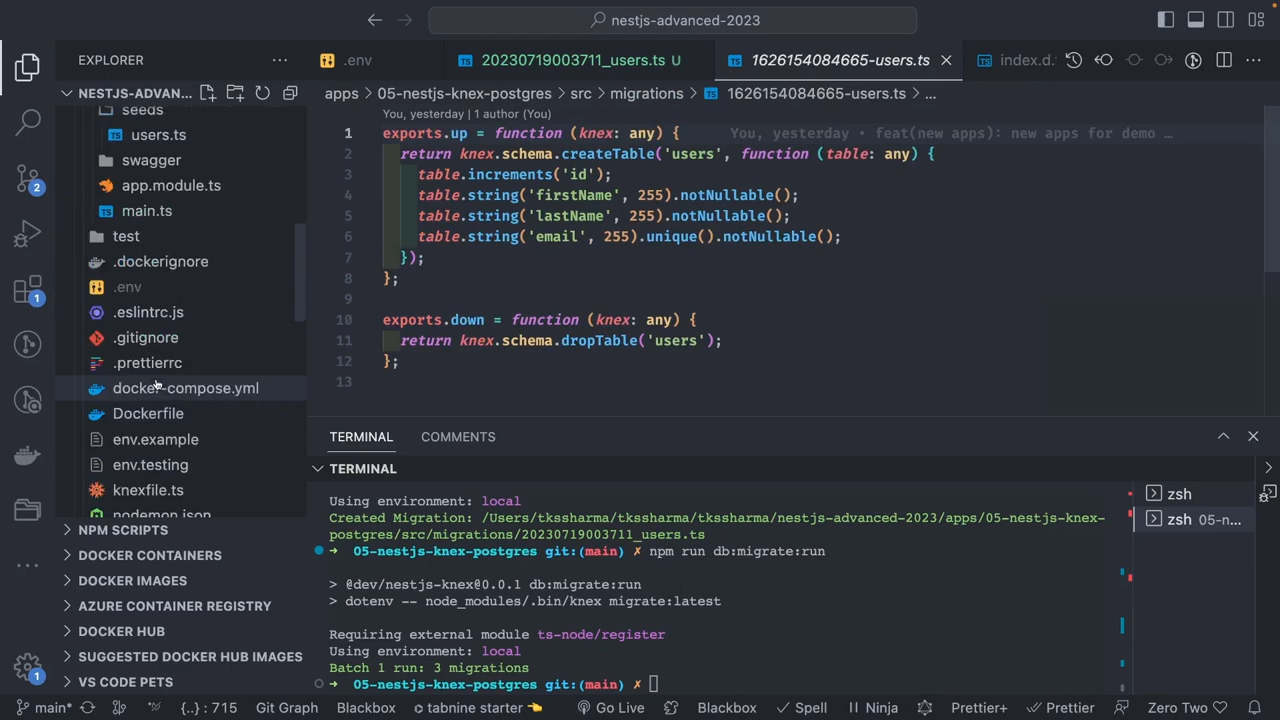 nestjs-advanced-2023
EXPLORER
.env
20230719003711_users.ts U
1626154084665-users.ts
index.d.
NESTJS-ADVAN...
apps > 05-nestjs-knex-postgres > src > migrations > 1626154084665-users.ts > ...
seeds
users.ts
swagger
app.module.ts
main.ts
test
.dockerignore
.env
.eslintrc.js
.gitignore
.prettierrc
docker-compose.yml
Dockerfile
env.example
env.testing
knexfile.ts
nodemon.json
NPM SCRIPTS
DOCKER CONTAINERS
DOCKER IMAGES
AZURE CONTAINER REGISTRY
DOCKER HUB
SUGGESTED DOCKER HUB IMAGES
VS CODE PETS
2
1
1
You, yesterday | 1 author (You)
1 exports.up = function (knex: any) { You, yesterday • feat(new apps): new apps for demo …
2 return knex.schema.createTable('users', function (table: any) {
3 table.increments('id');
4 table.string('firstName', 255).notNullable();
5 table.string('lastName', 255).notNullable();
6 table.string('email', 255).unique().notNullable();
7 });
8 };
9
10 exports.down = function (knex: any) {
11 return knex.schema.dropTable('users');
12 };
13
TERMINAL
COMMENTS
TERMINAL
Using environment: local
Created Migration: /Users/tkssharma/tkssharma/tkssharma/nestjs-advanced-2023/apps/05-nestjs-knex-
postgres/src/migrations/20230719003711_users.ts
➜ 05-nestjs-knex-postgres git:(main) ✗ npm run db:migrate:run
> @dev/nestjs-knex@0.0.1 db:migrate:run
> dotenv -- node_modules/.bin/knex migrate:latest
Requiring external module ts-node/register
Using environment: local
Batch 1 run: 3 migrations
➜ 05-nestjs-knex-postgres git:(main) ✗
zsh
zsh 05-n...
main* {..} : 715 Git Graph Blackbox tabnine starter Go Live Blackbox Spell Ninja Prettier+ Prettier Zero Two